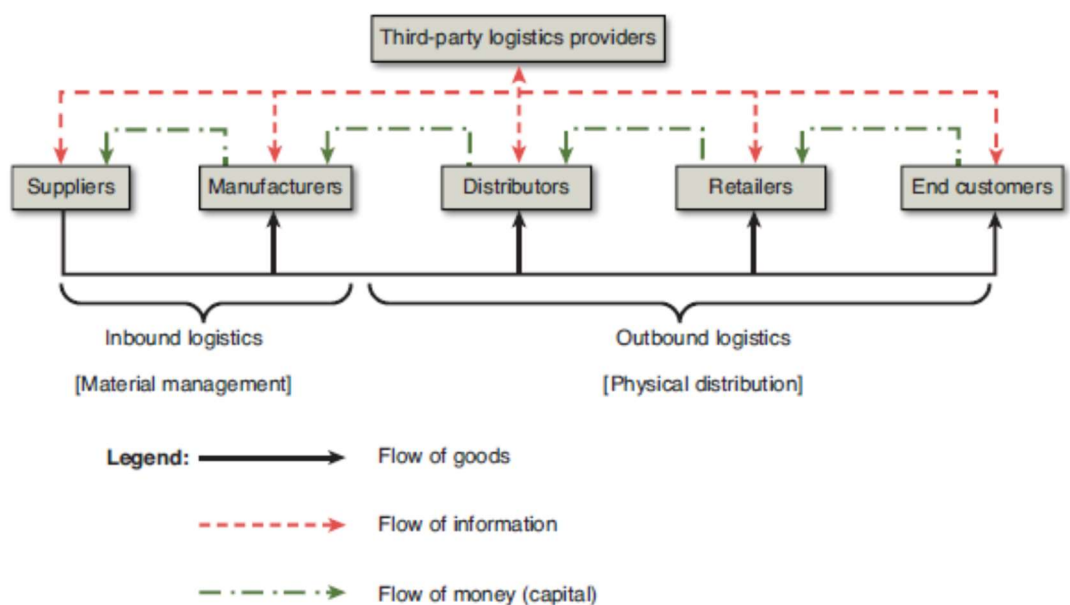 Third-party logistics providers
Suppliers
Manufacturers
Distributors
Retailers
End customers
Inbound logistics
[Material management]
Outbound logistics
[Physical distribution]
Legend:
Flow of goods
Flow of information
Flow of money (capital)